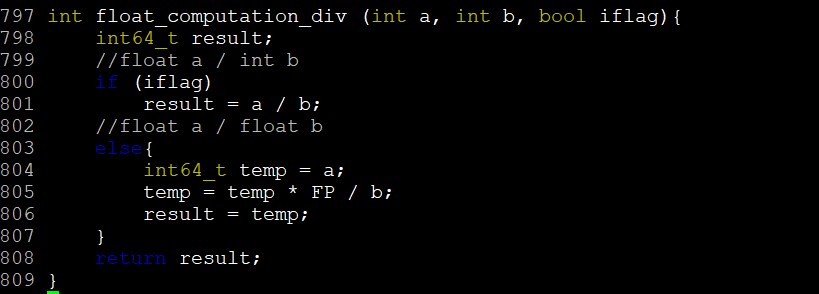 797 int float_computation_div (int a, int b, bool iflag){
798     int64_t result;
799     //float a / int b
800     if (iflag)
801         result = a / b;
802     //float a / float b
803     else{
804         int64_t temp = a;
805         temp = temp * FP / b;
806         result = temp;
807     }
808     return result;
809 }